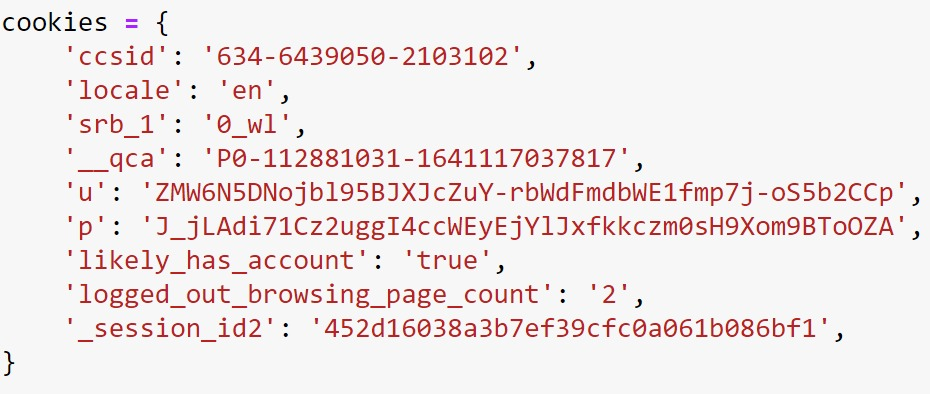 cookies = {
    'ccsid': '634-6439050-2103102',
    'locale': 'en',
    'srb_1': '0_wl',
    '__qca': 'P0-112881031-1641117037817',
    'u': 'ZMW6N5DNojbl95BJXJcZuY-rbWdFmdbWE1fmp7j-oS5b2CCp',
    'p': 'J_jLAdi71Cz2uggI4ccWEyEjYlJxfkkczm0sH9Xom9BToOZA',
    'likely_has_account': 'true',
    'logged_out_browsing_page_count': '2',
    '_session_id2': '452d16038a3b7ef39cfc0a061b086bf1',
}